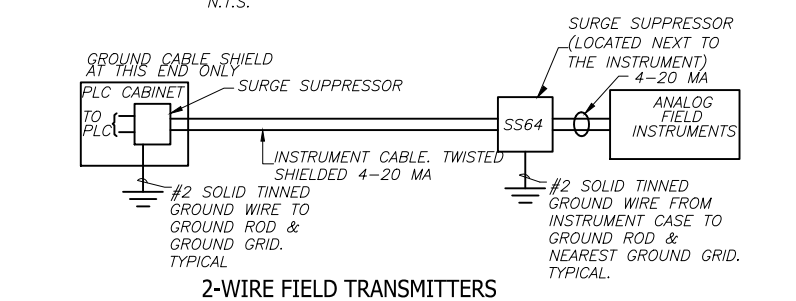 N.T.S.
SURGE SUPPRESSOR
(LOCATED NEXT TO
THE INSTRUMENT)
4-20 MA
GROUND CABLE SHIELD
AT THIS END ONLY
PLC CABINET
SURGE SUPPRESSOR
TO
PLC
SS64
ANALOG
FIELD
INSTRUMENTS
INSTRUMENT CABLE. TWISTED
SHIELDED 4-20 MA
#2 SOLID TINNED
GROUND WIRE TO
GROUND ROD &
GROUND GRID.
TYPICAL
#2 SOLID TINNED
GROUND WIRE FROM
INSTRUMENT CASE TO
GROUND ROD &
NEAREST GROUND GRID.
TYPICAL.
2-WIRE FIELD TRANSMITTERS